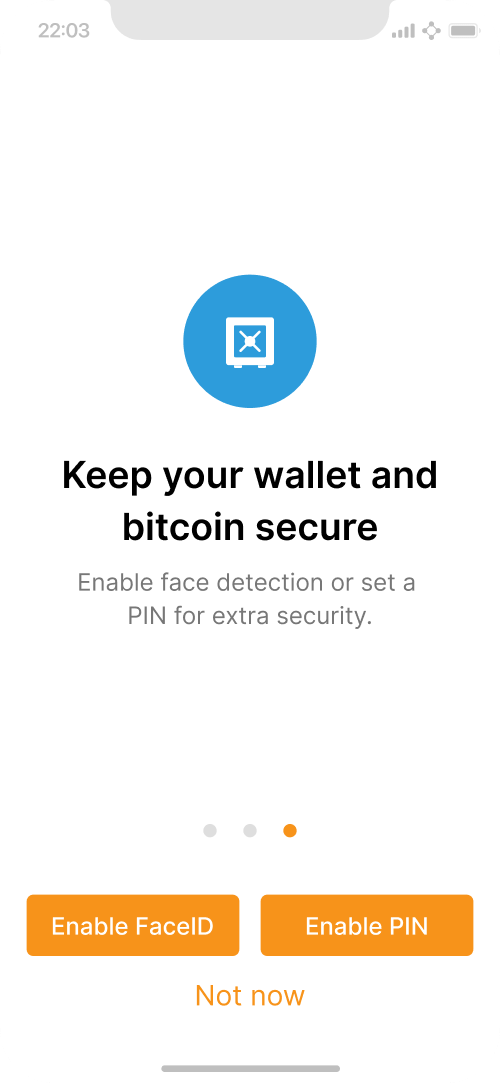 22:03
Keep your wallet and
bitcoin secure
Enable face detection or set a
PIN for extra security.
Enable FaceID
Enable PIN
Not now